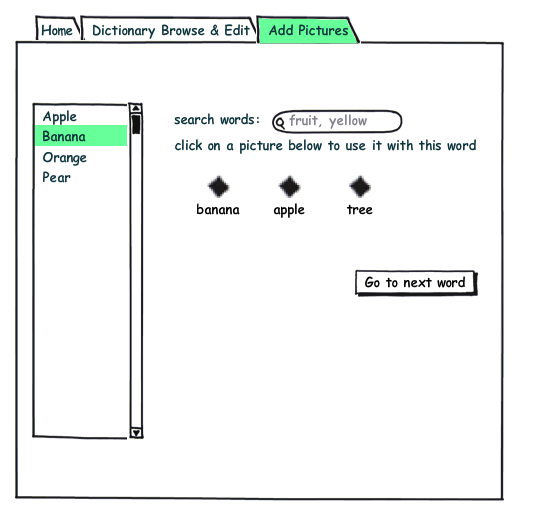 Home
Dictionary Browse & Edit
Add Pictures
Apple
Banana
Orange
Pear
search words: fruit, yellow
click on a picture below to use it with this word
banana apple tree
Go to next word